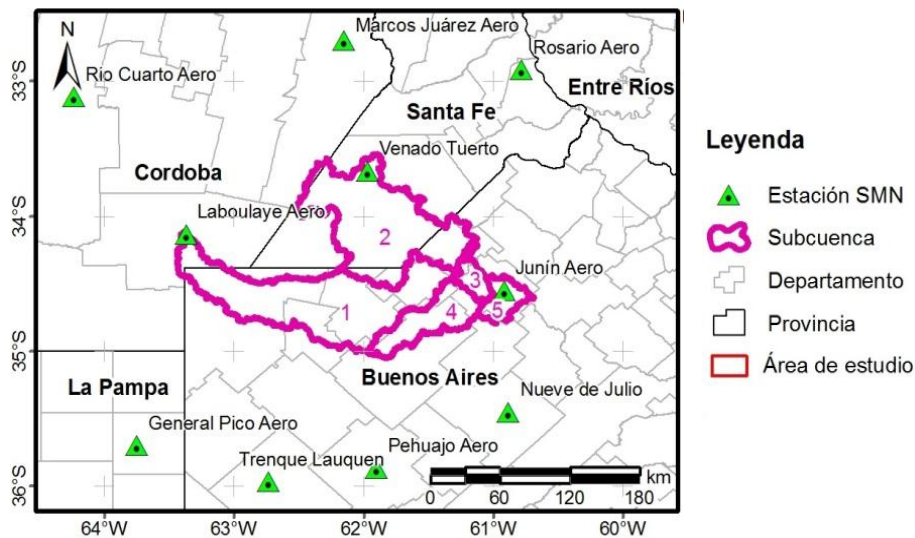 N
Marcos Juárez Aero
Rosario Aero
Rio Cuarto Aero
Entre Ríos
Santa Fe
Venado Tuerto
Cordoba
Laboulaye Aero
2
Junín Aero
3
1
4
5
Buenos Aires
La Pampa
Nueve de Julio
General Pico Aero
Pehuajo Aero
Trenque Lauquen
km
0 60 120 180
33°S
34°S
35°S
36°S
64°W 63°W 62°W 61°W 60°W
Leyenda
Estación SMN
Subcuenca
Departamento
Provincia
Área de estudio